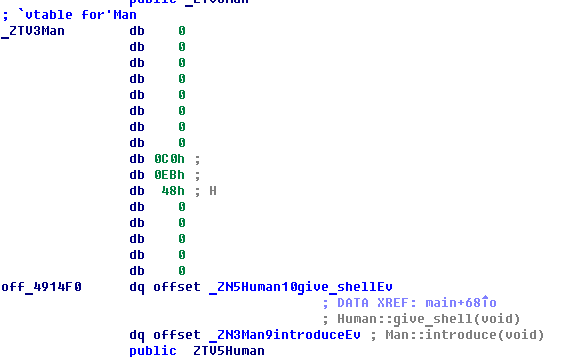 ; `vtable for'Man
_ZTV3Man db 0
db 0
db 0
db 0
db 0
db 0
db 0
db 0
db 0C0h ;
db 0EBh ;
db 48h ; H
db 0
db 0
db 0
db 0
db 0
off_4914F0 dq offset _ZN5Human10give_shellEv
; DATA XREF: main+68↑o
; Human::give_shell(void)
dq offset _ZN3Man9introduceEv ; Man::introduce(void)
public _ZTV5Human